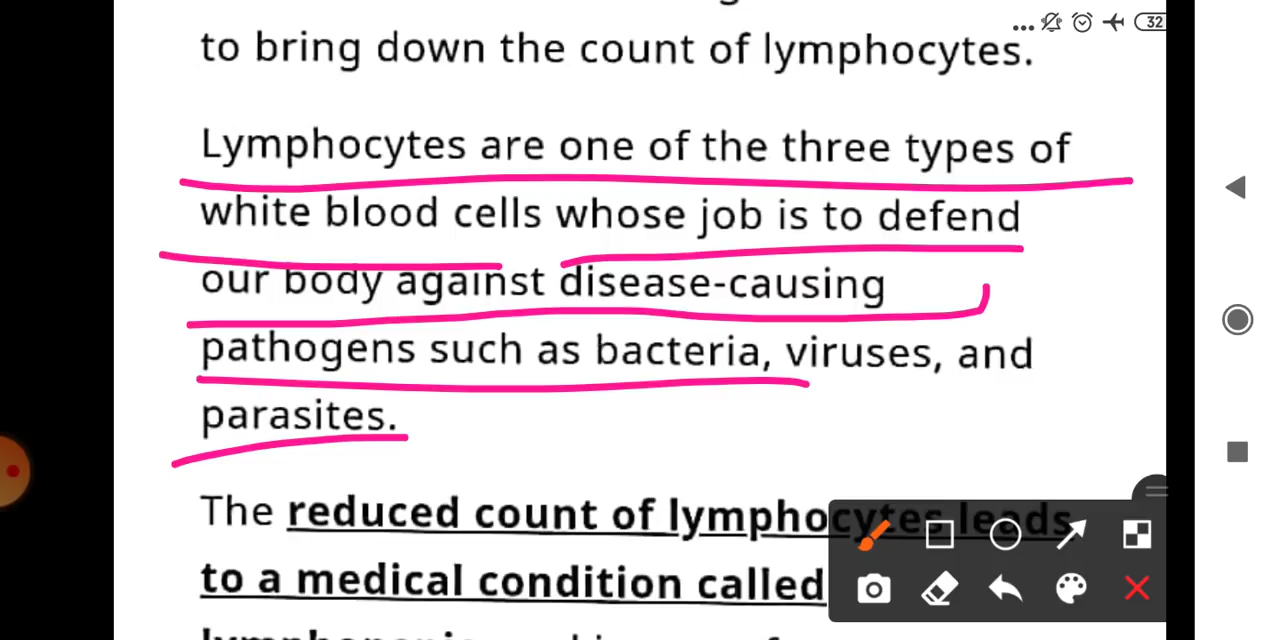 32
to bring down the count of lymphocytes.
Lymphocytes are one of the three types of
white blood cells whose job is to defend
our body against disease-causing
pathogens such as bacteria, viruses, and
parasites.
The reduced count of lymphocytes leads
to a medical condition called